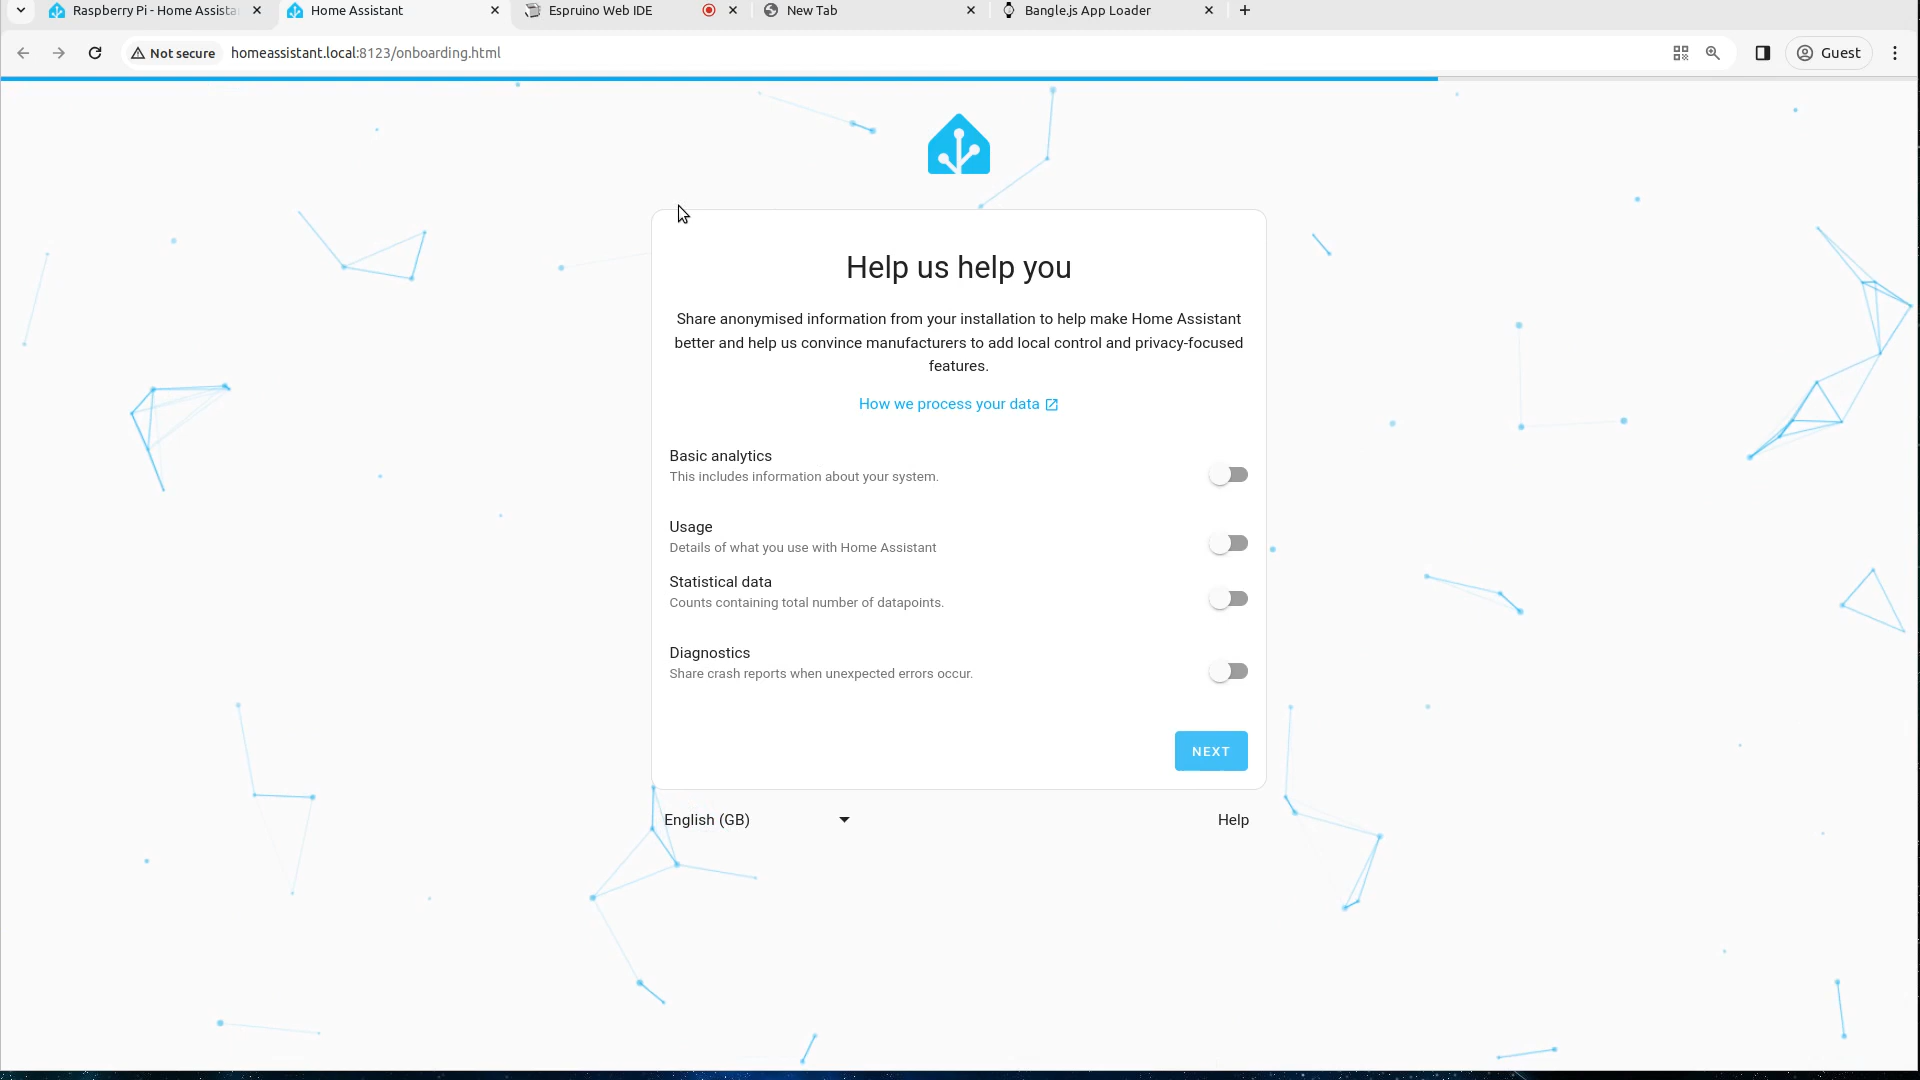 Raspberry Pi - Home Assista
Home Assistant
Espruino Web IDE
New Tab
Bangle.js App Loader
Not secure
homeassistant.local:8123/onboarding.html
Guest
Help us help you
Share anonymised information from your installation to help make Home Assistant
better and help us convince manufacturers to add local control and privacy-focused
features.
How we process your data
Basic analytics
This includes information about your system.
Usage
Details of what you use with Home Assistant
Statistical data
Counts containing total number of datapoints.
Diagnostics
Share crash reports when unexpected errors occur.
NEXT
English (GB)
Help